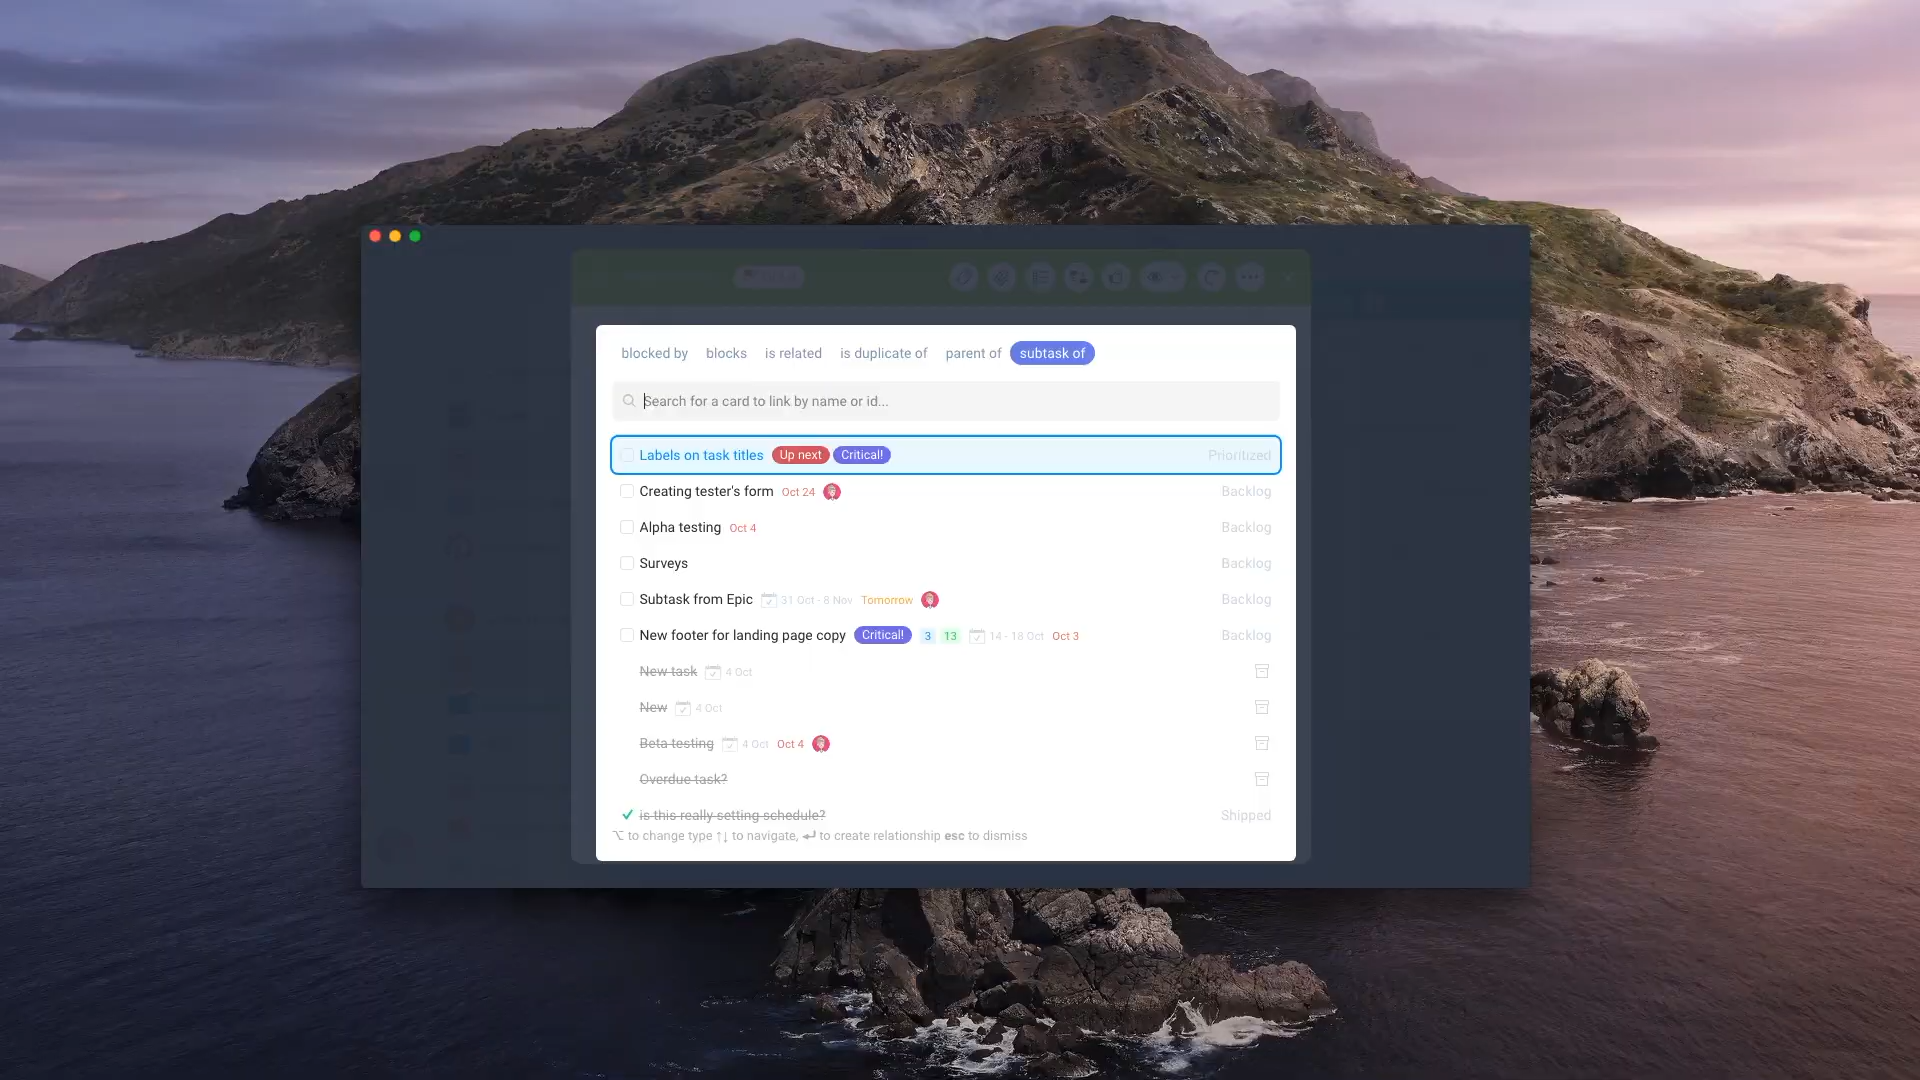 blocked by blocks is related is duplicate of parent of subtask of
Search for a card to link by name or id...
Labels on task titles Up next Critical! Prioritized
Creating tester's form Oct 24 Backlog
Alpha testing Oct 4 Backlog
Surveys Backlog
Subtask from Epic 31 Oct - 8 Nov Tomorrow Backlog
New footer for landing page copy Critical! 3 13 14 - 18 Oct Oct 3 Backlog
New task 4 Oct
New 4 Oct
Beta testing 4 Oct Oct 4
Overdue task?
is this really setting schedule? Shipped
⌥ to change type ↑↓ to navigate, ↵ to create relationship esc to dismiss